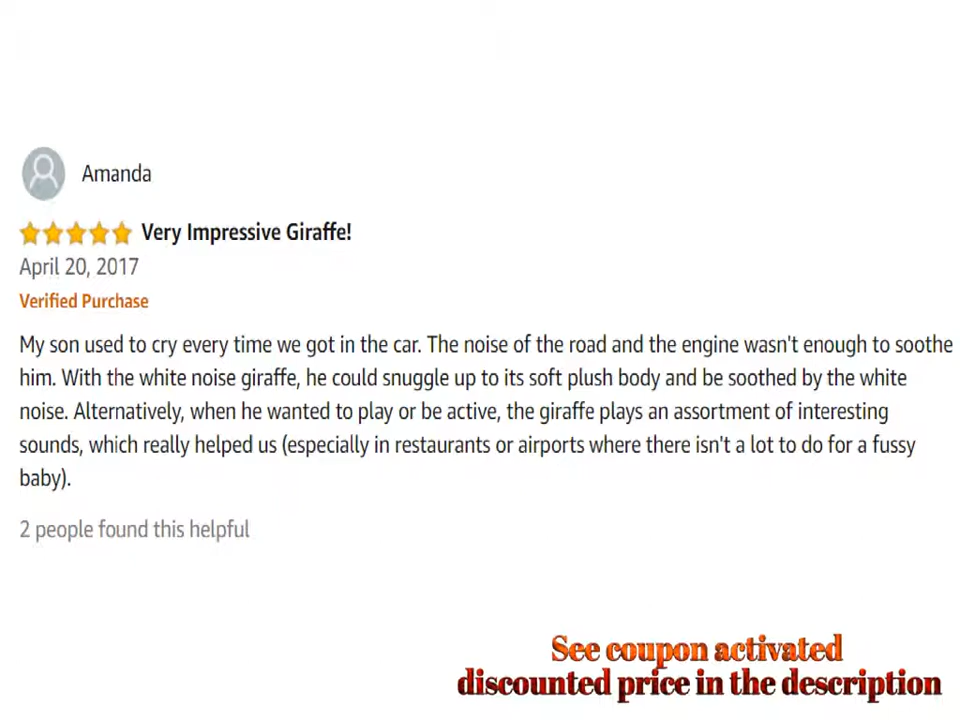 Amanda
Very Impressive Giraffe!
April 20, 2017
Verified Purchase
My son used to cry every time we got in the car. The noise of the road and the engine wasn't enough to soothe
him. With the white noise giraffe, he could snuggle up to its soft plush body and be soothed by the white
noise. Alternatively, when he wanted to play or be active, the giraffe plays an assortment of interesting
sounds, which really helped us (especially in restaurants or airports where there isn't a lot to do for a fussy
baby).
2 people found this helpful
See coupon activated
discounted price in the description